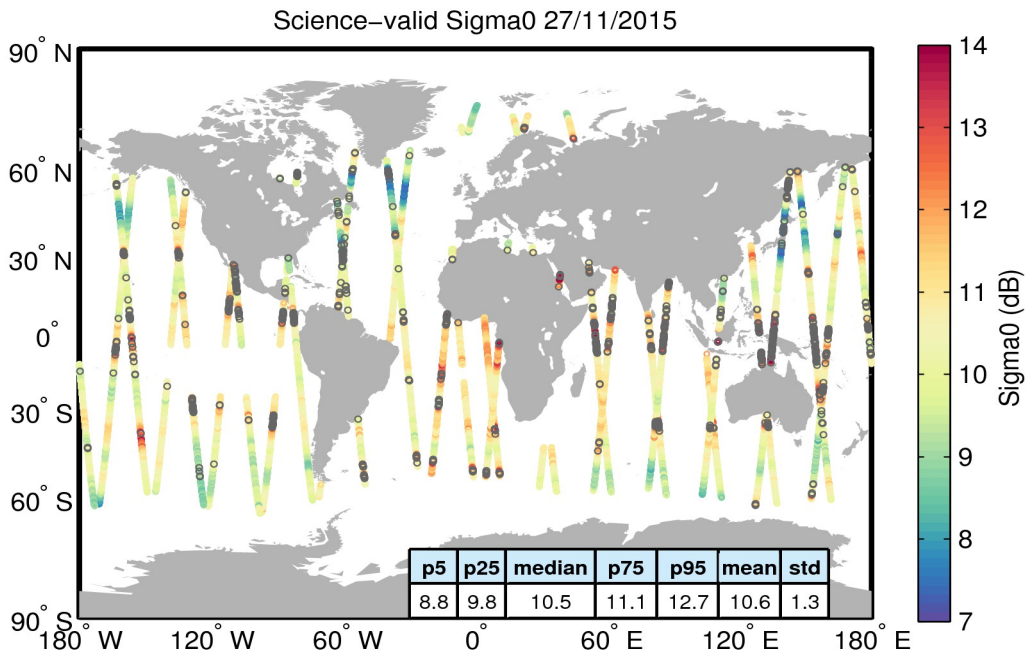 Science−valid Sigma0 27/11/2015
90° N
60° N
30° N
0°
30° S
60° S
90° S
180° W
120° W
60° W
0°
60° E
120° E
180° E
p5 p25 median p75 p95 mean std
8.8 9.8 10.5 11.1 12.7 10.6 1.3
14
13
12
11
10
9
8
7
Sigma0 (dB)